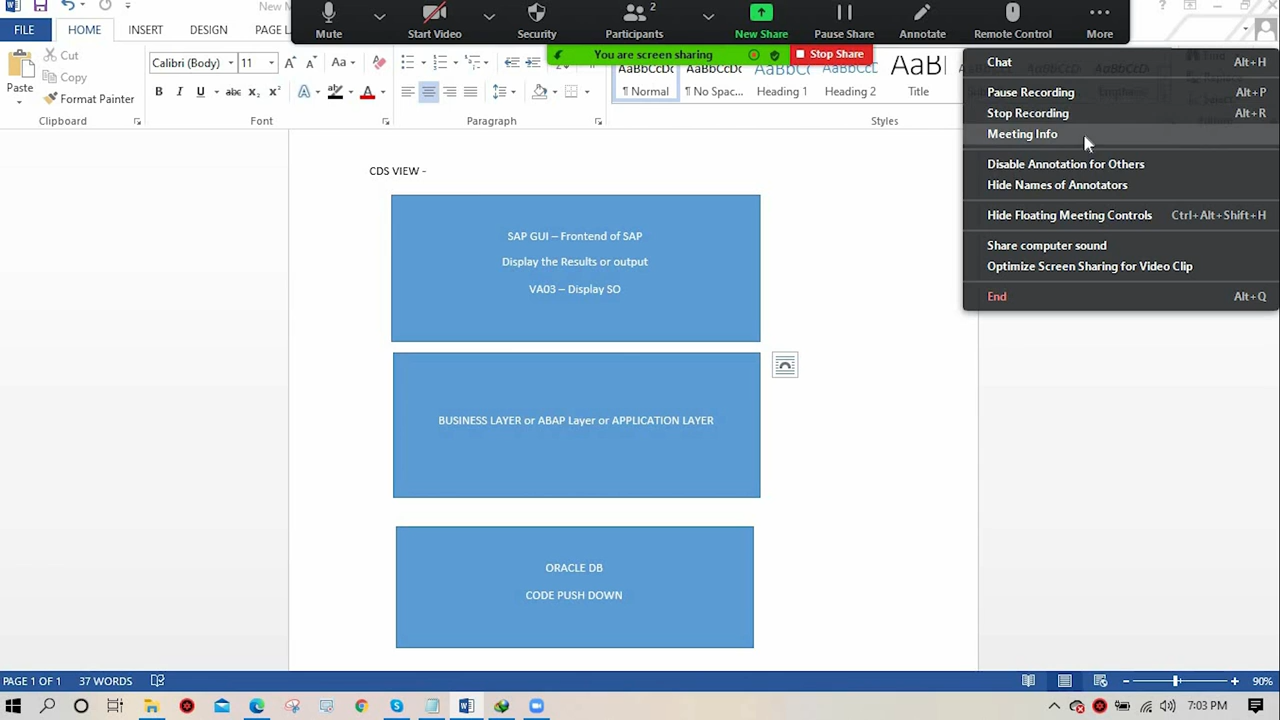 New M
2
Mute
Start Video
Security
Participants
New Share
Pause Share
Annotate
Remote Control
More
You are screen sharing
Stop Share
FILE
HOME
INSERT
DESIGN
PAGE L
Cut
Copy
Paste
Format Painter
Clipboard
Calibri (Body)
11
Font
Paragraph
AaBbCcDc
¶ Normal
AaBbCcDc
¶ No Spac...
AaBbCc
Heading 1
AaBbCcC
Heading 2
AaB
Title
Styles
Chat Alt+H
Pause Recording Alt+P
Stop Recording Alt+R
Meeting Info
Disable Annotation for Others
Hide Names of Annotators
Hide Floating Meeting Controls Ctrl+Alt+Shift+H
Share computer sound
Optimize Screen Sharing for Video Clip
End Alt+Q
CDS VIEW -
SAP GUI – Frontend of SAP
Display the Results or output
VA03 – Display SO
BUSINESS LAYER or ABAP Layer or APPLICATION LAYER
ORACLE DB
CODE PUSH DOWN
PAGE 1 OF 1
37 WORDS
90%
7:03 PM